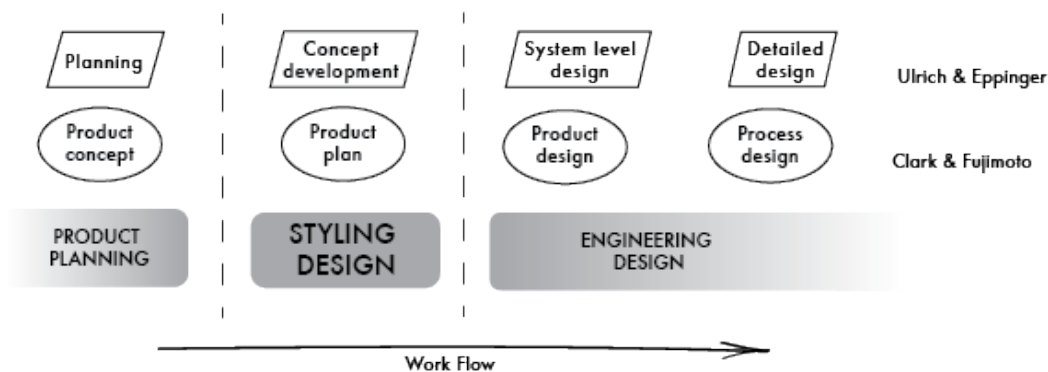 Planning
Concept
development
System level
design
Detailed
design
Ulrich & Eppinger
Product
concept
Product
plan
Product
design
Process
design
Clark & Fujimoto
PRODUCT
PLANNING
STYLING
DESIGN
ENGINEERING
DESIGN
Work Flow